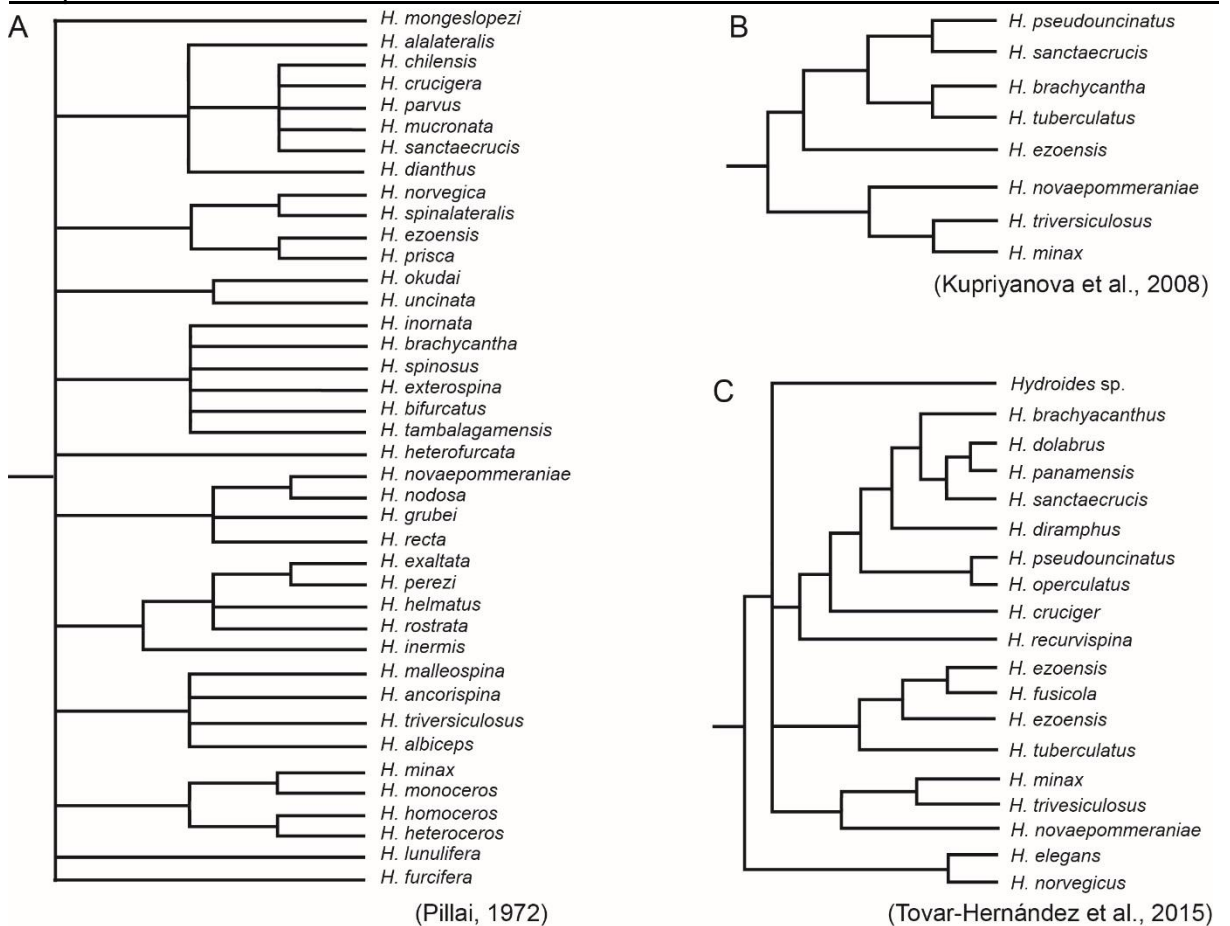 A
H. mongeslopezi
H. alalateralis
H. chilensis
H. crucigera
H. parvus
H. mucronata
H. sanctaecrucis
H. dianthus
H. norvegica
H. spinalateralis
H. ezoensis
H. prisca
H. okudai
H. uncinata
H. inornata
H. brachycantha
H. spinosus
H. exterospina
H. bifurcatus
H. tambalagamensis
H. heterofurcata
H. novaepommeraniae
H. nodosa
H. grubei
H. recta
H. exaltata
H. perezi
H. helmatus
H. rostrata
H. inermis
H. malleospina
H. ancorispina
H. triversiculosus
H. albiceps
H. minax
H. monoceros
H. homoceros
H. heteroceros
H. lunulifera
H. furcifera
(Pillai, 1972)
B
H. pseudouncinatus
H. sanctaecrucis
H. brachycantha
H. tuberculatus
H. ezoensis
H. novaepommeraniae
H. triversiculosus
H. minax
(Kupriyanova et al., 2008)
C
Hydroides sp.
H. brachyacanthus
H. dolabrus
H. panamensis
H. sanctaecrucis
H. diramphus
H. pseudouncinatus
H. operculatus
H. cruciger
H. recurvispina
H. ezoensis
H. fusicola
H. ezoensis
H. tuberculatus
H. minax
H. trivesiculosus
H. novaepommeraniae
H. elegans
H. norvegicus
(Tovar-Hernández et al., 2015)